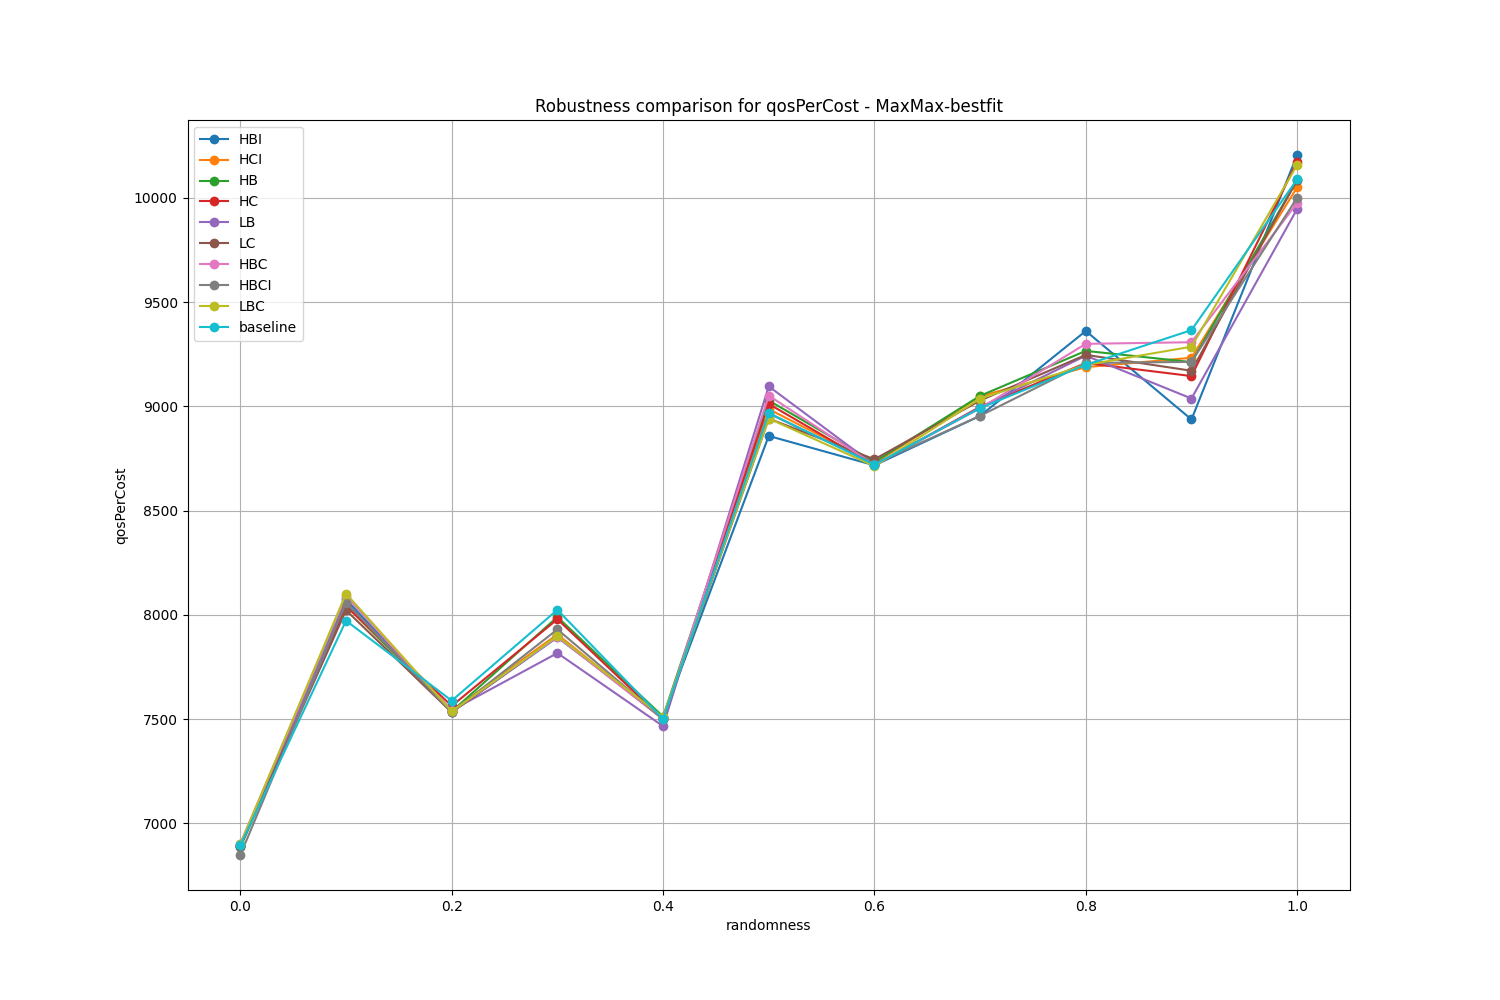 Robustness comparison for qosPerCost - MaxMax-bestfit
HBI
HCI
HB
HC
LB
LC
HBC
HBCI
LBC
baseline
10000
9500
9000
8500
8000
7500
7000
qosPerCost
0.0 0.2 0.4 0.6 0.8 1.0
randomness